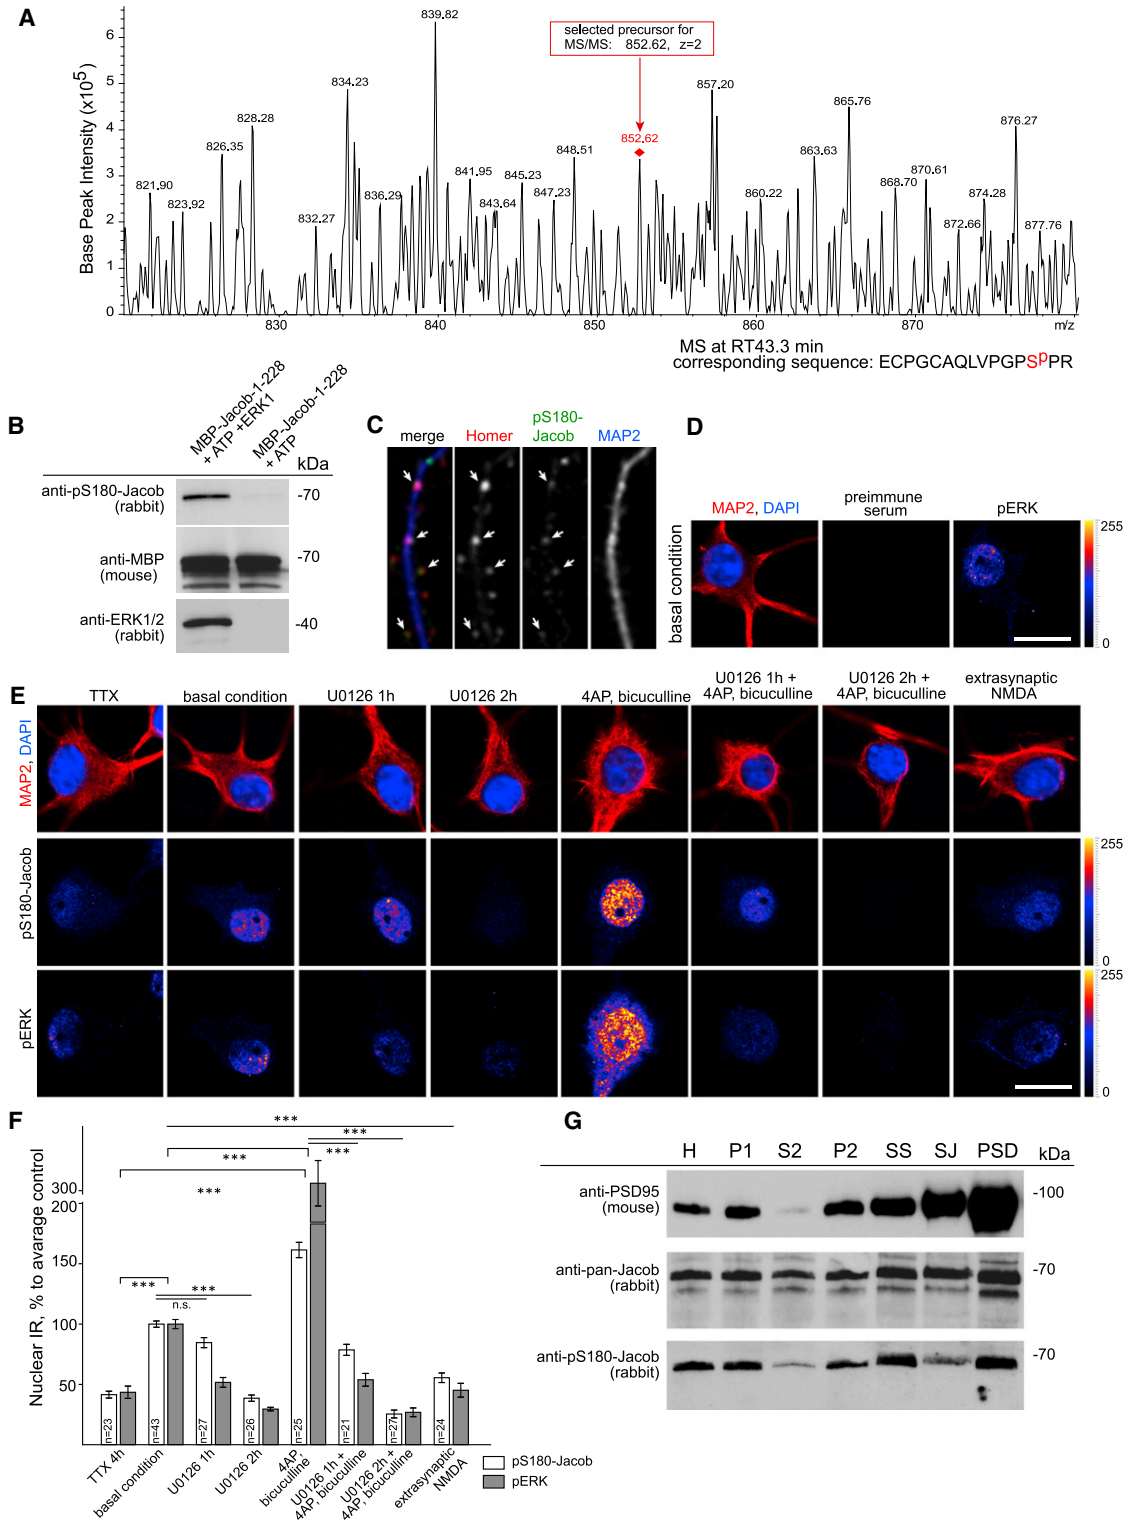 A
Base Peak Intensity (x10⁵)
6
5
4
3
2
1
0
821.90
823.92
826.35
828.28
832.27
834.23
836.29
839.82
841.95
843.64
845.23
847.23
848.51
selected precursor for
MS/MS: 852.62, z=2
852.62
857.20
860.22
863.63
865.76
868.70
870.61
872.66
874.28
876.27
877.76
830
840
850
860
870
m/z
MS at RT43.3 min
corresponding sequence: ECPGCAQLVPGPSᵖPR
B
MBP-Jacob-1-228
+ ATP +ERK1
MBP-Jacob-1-228
+ ATP
kDa
anti-pS180-Jacob
(rabbit)
-70
anti-MBP
(mouse)
-70
anti-ERK1/2
(rabbit)
-40
C
merge
Homer
pS180-
Jacob
MAP2
D
MAP2, DAPI
preimmune
serum
pERK
basal condition
255
0
E
TTX
basal condition
U0126 1h
U0126 2h
4AP, bicuculline
U0126 1h +
4AP, bicuculline
U0126 2h +
4AP, bicuculline
extrasynaptic
NMDA
MAP2, DAPI
pS180-Jacob
255
0
pERK
255
0
F
Nuclear IR, % to avarage control
300
200
150
100
50
***
***
***
***
***
***
***
***
n.s.
n=23
n=43
n=27
n=26
n=25
n=21
n=27
n=24
TTX 4h
basal condition
U0126 1h
U0126 2h
4AP,
bicuculline
U0126 1h +
4AP, bicuculline
U0126 2h +
4AP, bicuculline
extrasynaptic
NMDA
pS180-Jacob
pERK
G
H P1 S2 P2 SS SJ PSD kDa
anti-PSD95
(mouse)
-100
anti-pan-Jacob
(rabbit)
-70
anti-pS180-Jacob
(rabbit)
-70